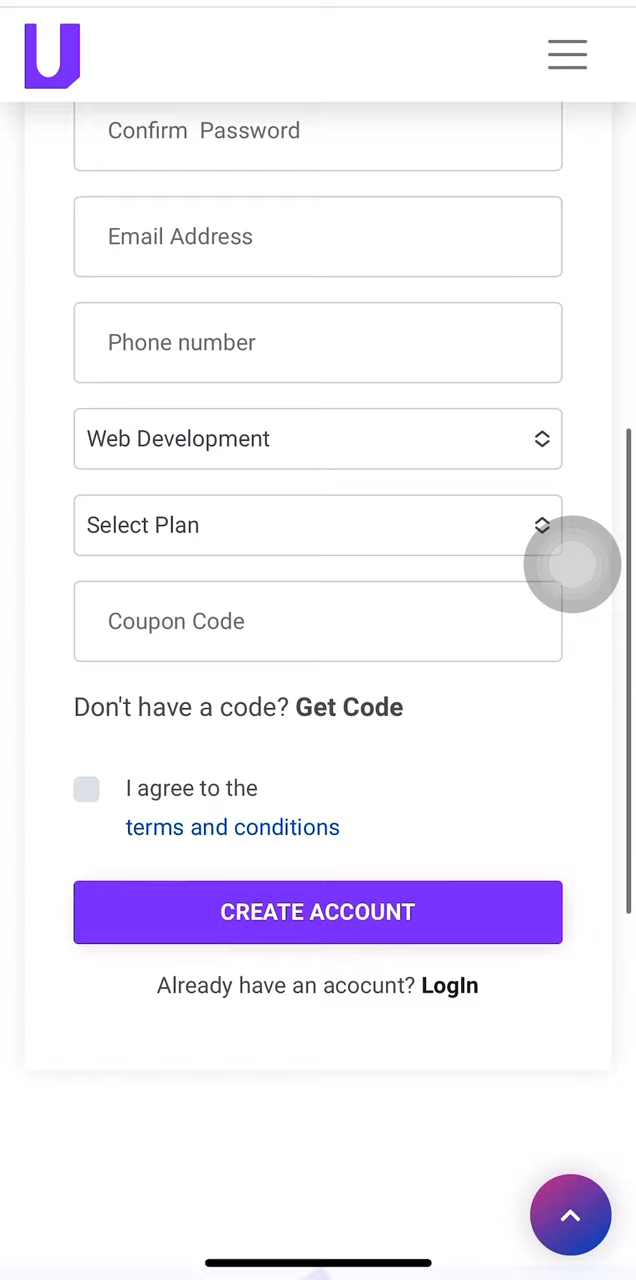 U
Confirm  Password
Email Address
Phone number
Web Development
Select Plan
Coupon Code
Don't have a code? Get Code
I agree to the
terms and conditions
CREATE ACCOUNT
Already have an acocunt? LogIn